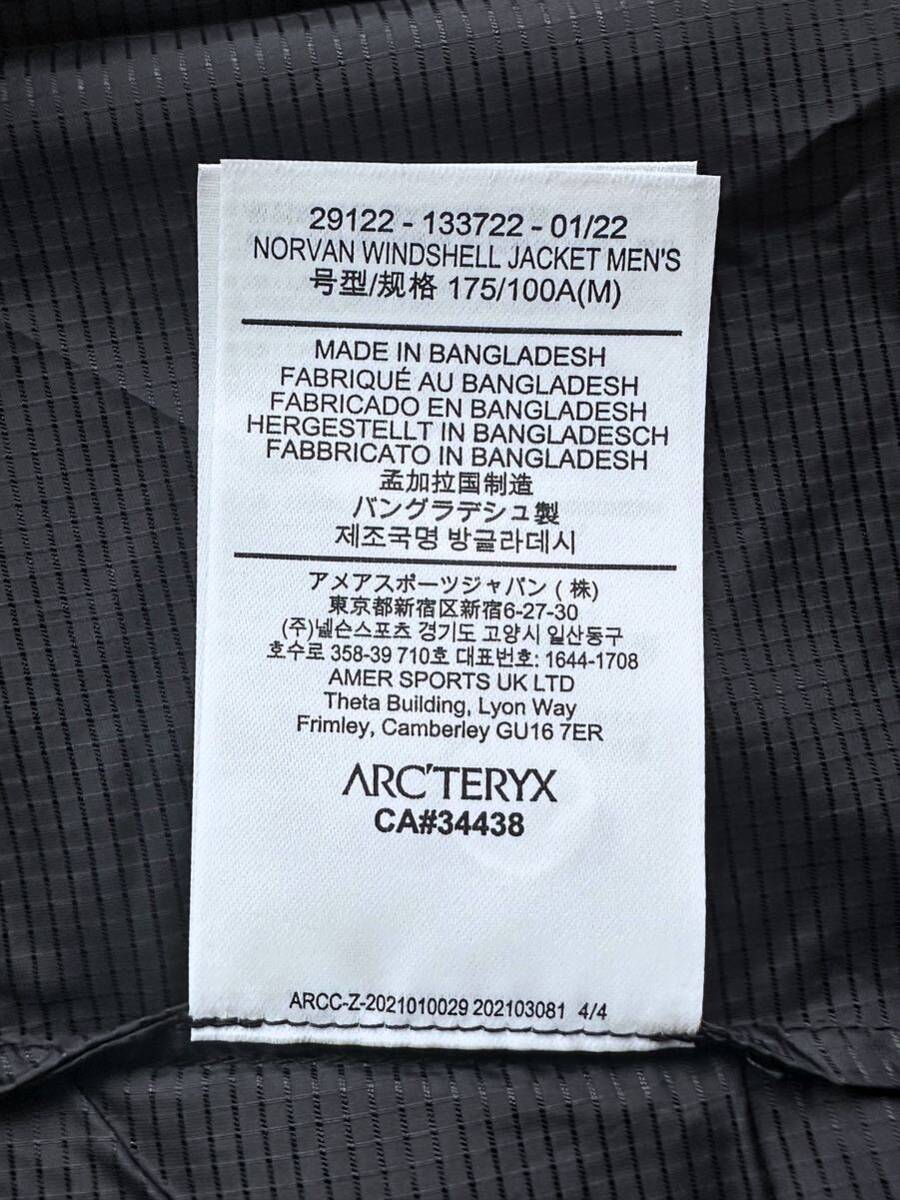 29122 - 133722 - 01/22
NORVAN WINDSHELL JACKET MEN'S
号型/规格 175/100A(M)
MADE IN BANGLADESH
FABRIQUÉ AU BANGLADESH
FABRICADO EN BANGLADESH
HERGESTELLT IN BANGLADESCH
FABBRICATO IN BANGLADESH
孟加拉国制造
バングラデシュ製
제조국명 방글라데시
アメアスポーツジャパン (株)
東京都新宿区新宿6-27-30
(주)넬슨스포츠 경기도 고양시 일산동구
호수로 358-39 710호 대표번호: 1644-1708
AMER SPORTS UK LTD
Theta Building, Lyon Way
Frimley, Camberley GU16 7ER
ARC'TERYX
CA#34438
ARCC-Z-2021010029 202103081 4/4